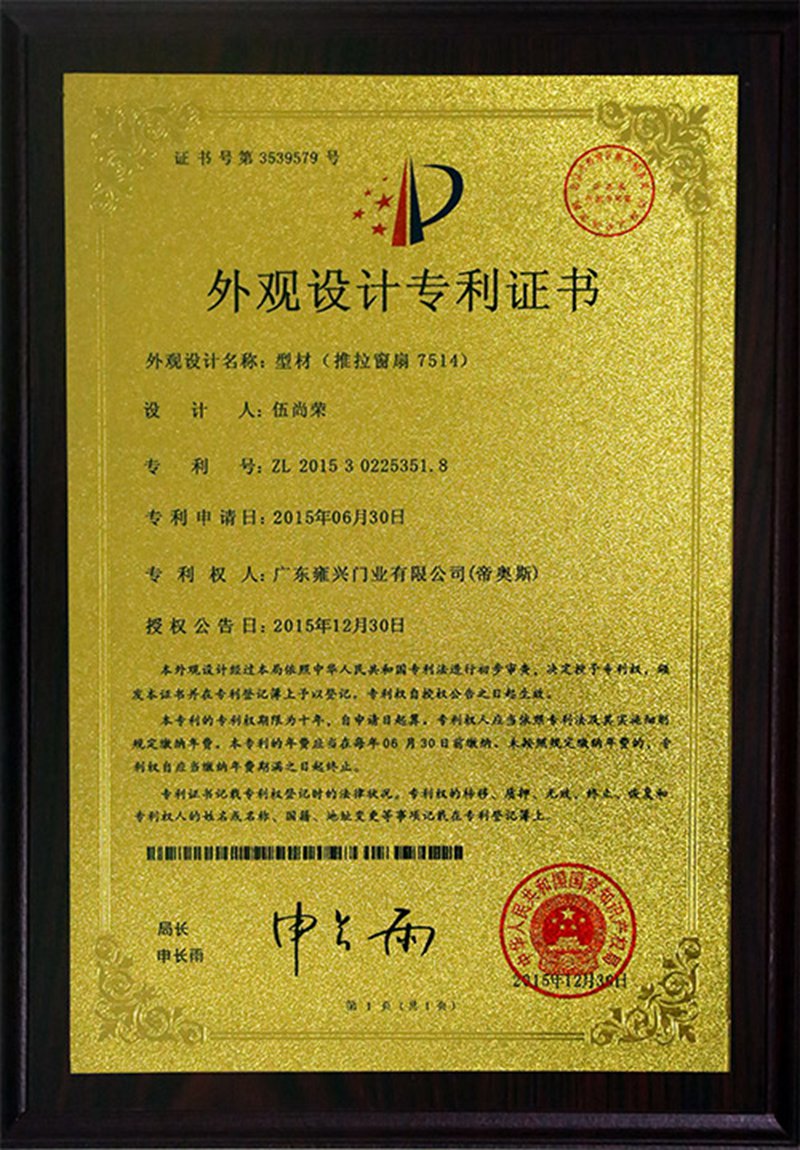 证书号第3539579号
外观设计专利证书
外观设计名称：型材（推拉窗扇 7514）
设 计 人：伍尚荣
专 利 号：ZL 2015 3 0225351.8
专利申请日：2015年06月30日
专 利 权 人：广东雍兴门业有限公司(帝奥斯)
授权公告日：2015年12月30日
本外观设计经过本局依照中华人民共和国专利法进行初步审查，决定授予专利权，颁
发本证书并在专利登记簿上予以登记。专利权自授权公告之日起生效。
本专利的专利权期限为十年，自申请日起算。专利权人应当依照专利法及其实施细则
规定缴纳年费。本专利的年费应当在每年06 月 30日前缴纳。未按照规定缴纳年费的，专
利权自应当缴纳年费期满之日起终止。
专利证书记载专利权登记时的法律状况。专利权的转移、质押、无效、终止、恢复和
专利权人的姓名或名称、国籍、地址变更等事项记载在专利登记簿上。
局长
申长雨
申长雨
中华人民共和国国家知识产权局
2015年12月30日
第 1 页（共 1 页）